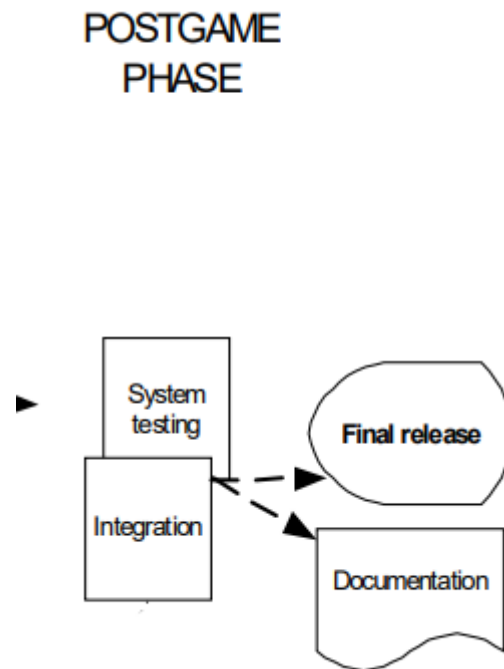 POSTGAME
PHASE
System
testing
Final release
Integration
Documentation